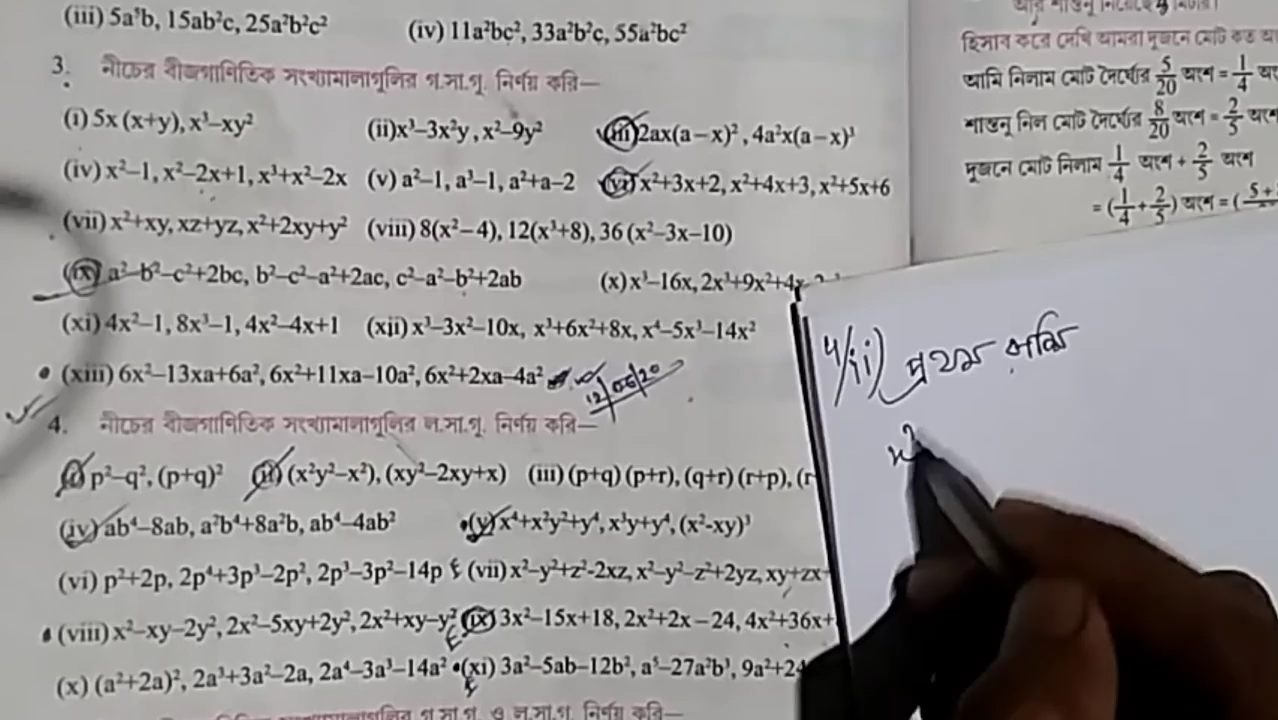 (iii) 5a⁵b, 15ab²c, 25a²b²c² (iv) 11a²bc², 33a²b²c, 55a²bc²
3. নীচের বীজগাণিতিক সংখ্যামালাগুলির গ.সা.গু. নির্ণয় করি—
(i) 5x (x+y), x³–xy² (ii) x³–3x²y , x²–9y² (iii) 2ax(a–x)² , 4a²x(a–x)³
(iv) x²–1, x²–2x+1, x³+x²–2x (v) a²–1, a³–1, a²+a–2 (vi) x²+3x+2, x²+4x+3, x²+5x+6
(vii) x²+xy, xz+yz, x²+2xy+y² (viii) 8(x²–4), 12(x³+8), 36 (x²–3x–10)
(ix) a²–b²–c²+2bc, b²–c²–a²+2ac, c²–a²–b²+2ab (x) x³–16x, 2x³+9x²+4x,
(xi) 4x²–1, 8x³–1, 4x²–4x+1 (xii) x³–3x²–10x, x³+6x²+8x, x⁴–5x³–14x²
(xiii) 6x²–13xa+6a², 6x²+11xa–10a², 6x²+2xa–4a² 12/06/20
4. নীচের বীজগাণিতিক সংখ্যামালাগুলির ল.সা.গু. নির্ণয় করি—
(i) p²–q², (p+q)² (ii) (x²y²–x²), (xy²–2xy+x) (iii) (p+q) (p+r), (q+r) (r+p), (r
(iv) ab⁴–8ab, a²b⁴+8a²b, ab⁴–4ab² (v) x⁴+x²y²+y⁴, x³y+y⁴, (x²-xy)³
(vi) p²+2p, 2p⁴+3p³–2p², 2p³–3p²–14p (vii) x²–y²+z²-2xz, x²–y²–z²+2yz, xy+zx+
(viii) x²–xy–2y², 2x²–5xy+2y², 2x²+xy–y² (ix) 3x²–15x+18, 2x²+2x–24, 4x²+36x+
(x) (a²+2a)², 2a³+3a²–2a, 2a⁴–3a³–14a² (xi) 3a²–5ab–12b², a⁵–27a²b³, 9a²+24
গ.সা.গু ও ল.সা.গু. নির্ণয় করি—
হিসাব করে দেখি আমরা দুজনে মোট কত
আমি নিলাম মোট দৈর্ঘ্যের 5/20 অংশ = 1/4
শান্তনু নিল মোট দৈর্ঘ্যের 8/20 অংশ = 2/5 অংশ
দুজনে মোট নিলাম 1/4 অংশ + 2/5 অংশ
= (1/4+2/5) অংশ = (5+
4/ii) প্রথম রাশি
x²